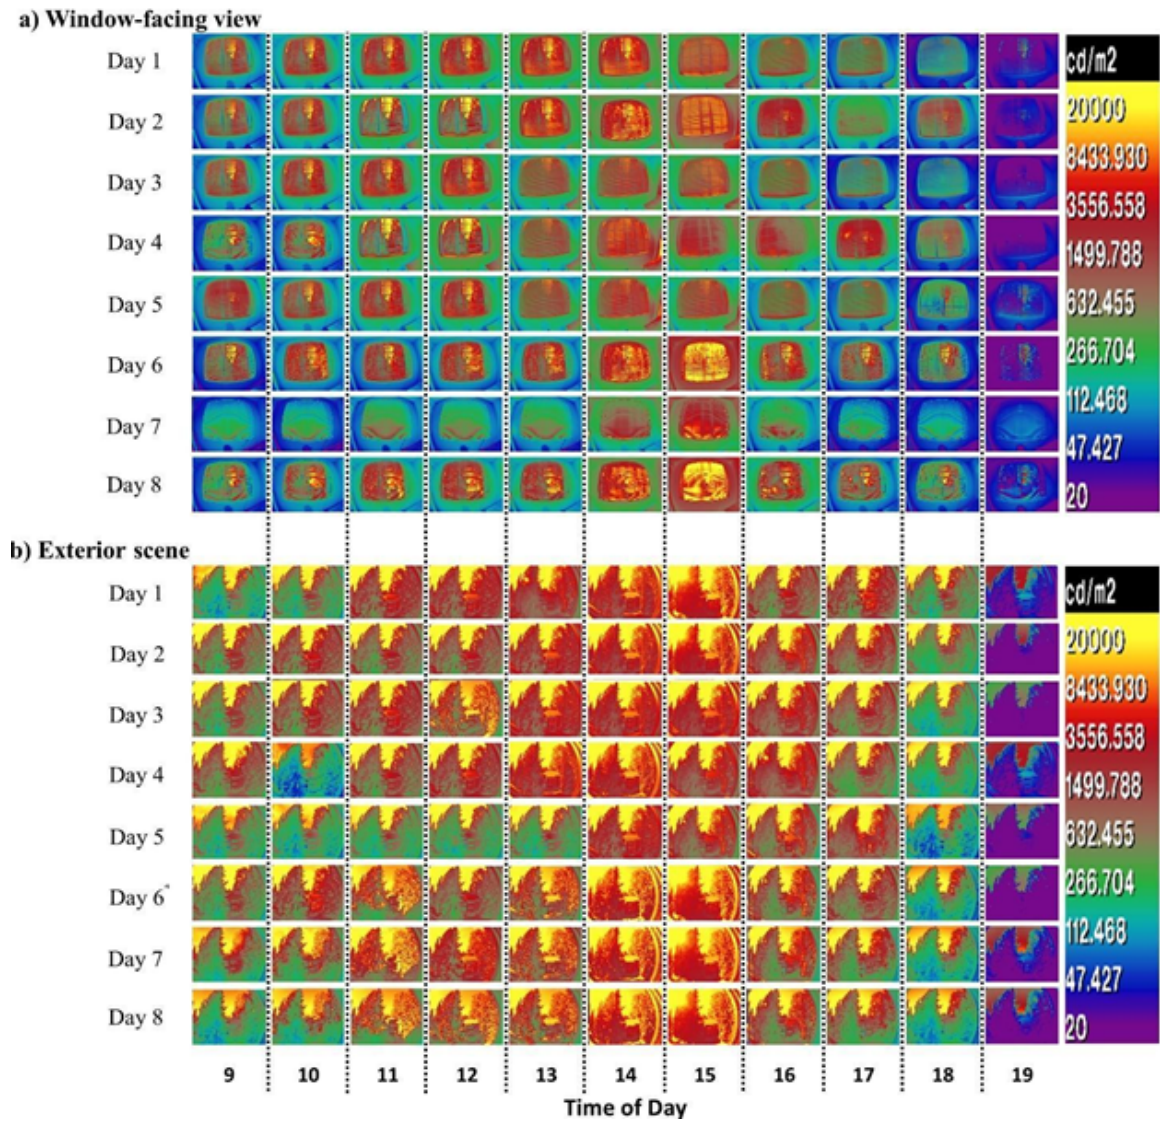 a) Window-facing view
Day 1
Day 2
Day 3
Day 4
Day 5
Day 6
Day 7
Day 8
cd/m2
20000
8433.930
3556.558
1499.788
632.455
266.704
112.468
47.427
20
b) Exterior scene
Day 1
Day 2
Day 3
Day 4
Day 5
Day 6
Day 7
Day 8
cd/m2
20000
8433.930
3556.558
1499.788
632.455
266.704
112.468
47.427
20
9 10 11 12 13 14 15 16 17 18 19
Time of Day